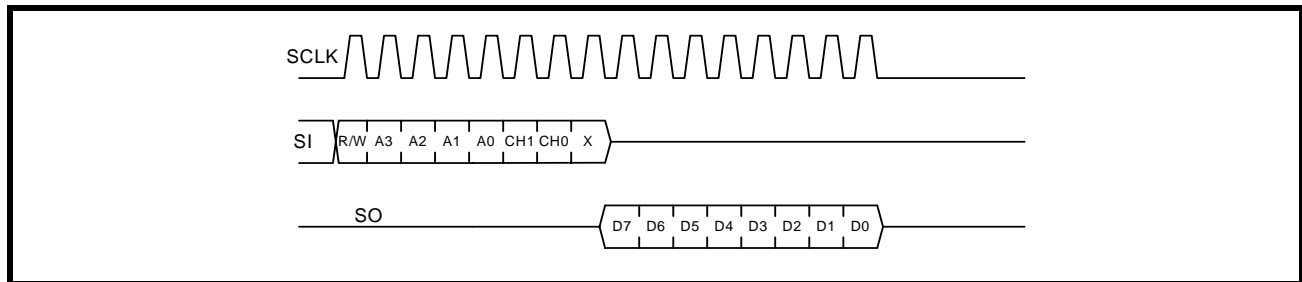 SCLK
SI R/W A3 A2 A1 A0 CH1 CH0 X
SO D7 D6 D5 D4 D3 D2 D1 D0